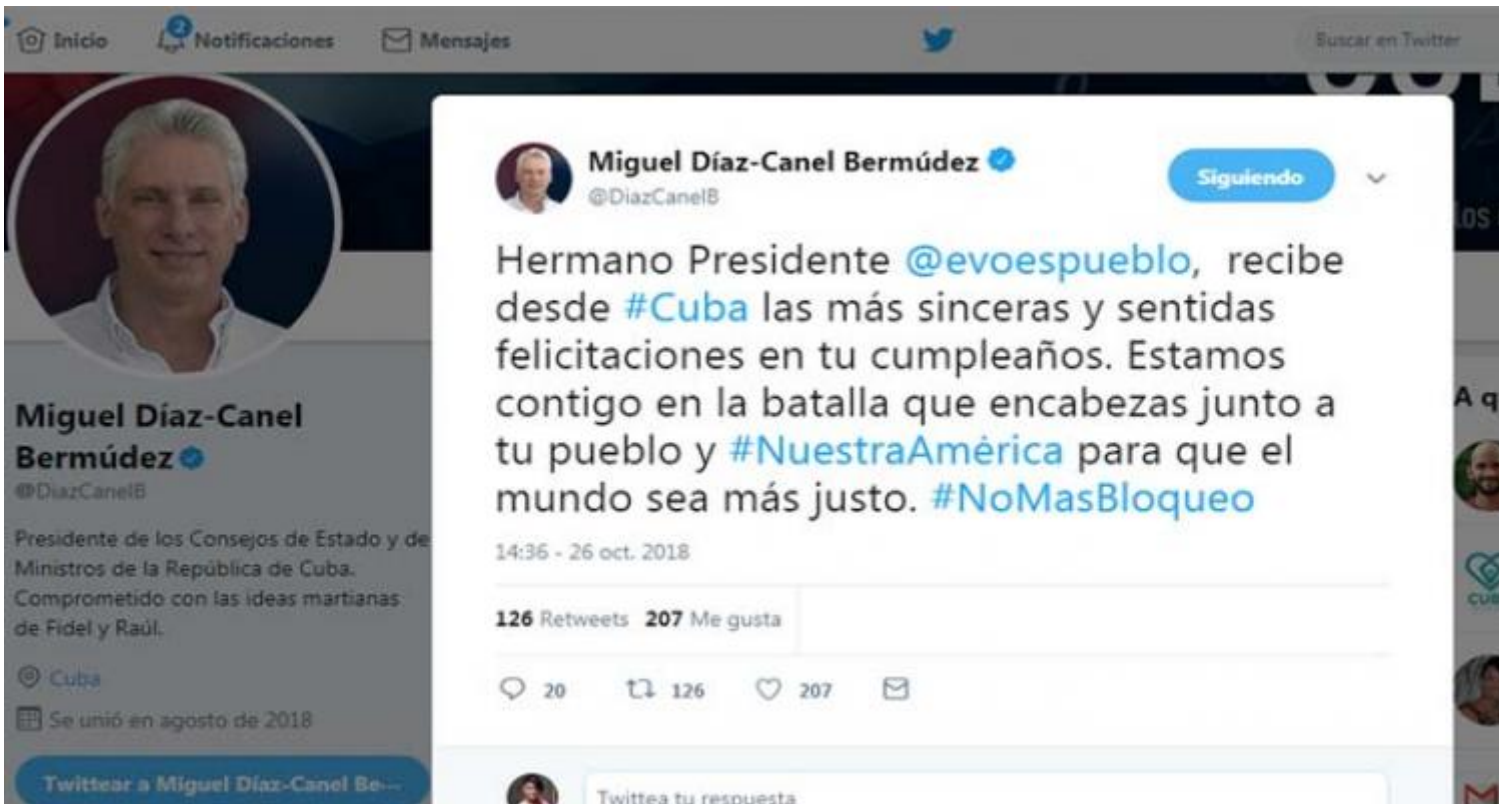 Inicio
2
Notificaciones
Mensajes
Buscar en Twitter
Miguel Díaz-Canel
Bermúdez
@DiazCanelB
Presidente de los Consejos de Estado y de
Ministros de la República de Cuba.
Comprometido con las ideas martianas
de Fidel y Raúl.
Cuba
Se unió en agosto de 2018
Twittear a Miguel Díaz-Canel Be...
Miguel Díaz-Canel Bermúdez
@DiazCanelB
Siguiendo
Hermano Presidente @evoespueblo, recibe
desde #Cuba las más sinceras y sentidas
felicitaciones en tu cumpleaños. Estamos
contigo en la batalla que encabezas junto a
tu pueblo y #NuestraAmérica para que el
mundo sea más justo. #NoMasBloqueo
14:36 - 26 oct. 2018
126 Retweets 207 Me gusta
20 126 207
Twittea tu respuesta
A q